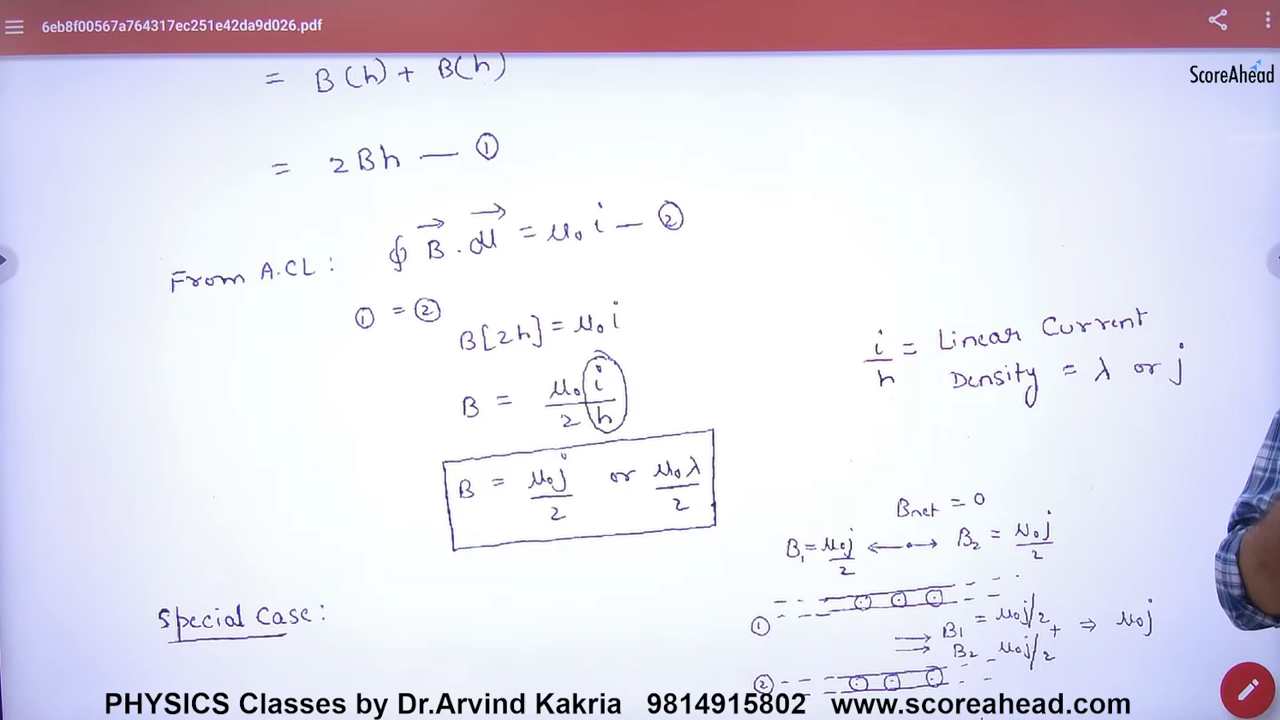 6eb8f00567a764317ec251e42da9d026.pdf
ScoreAhead
= B(h) + B(h)
= 2Bh — ①
From A.CL : ∮ B⃗ . dl⃗ = μ₀ i — ②
① = ②
B[2h] = μ₀ i
B = μ₀ i / 2 h
i/h = Linear Current
Density = λ or j
B = μ₀j/2 or μ₀λ/2
Bnet = 0
B₁ = μ₀j/2 ←•→ B₂ = μ₀j/2
Special Case :
①
→ B₁ = μ₀j/2 + ⇒ μ₀j
→ B₂ μ₀j/2
②
PHYSICS Classes by Dr.Arvind Kakria 9814915802 www.scoreahead.com